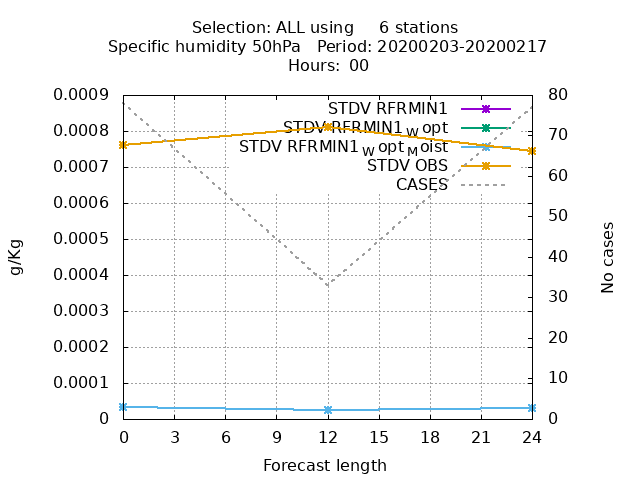 Selection: ALL using     6 stations
Specific humidity 50hPa   Period: 20200203-20200217
Hours: 00
0.0009
0.0008
0.0007
0.0006
0.0005
0.0004
0.0003
0.0002
0.0001
0
g/Kg
STDV RFRMIN1
STDV RFRMIN1_W opt
STDV RFRMIN1_W opt_M oist
STDV OBS
CASES
80
70
60
50
40
30
20
10
0
No cases
0 3 6 9 12 15 18 21 24
Forecast length